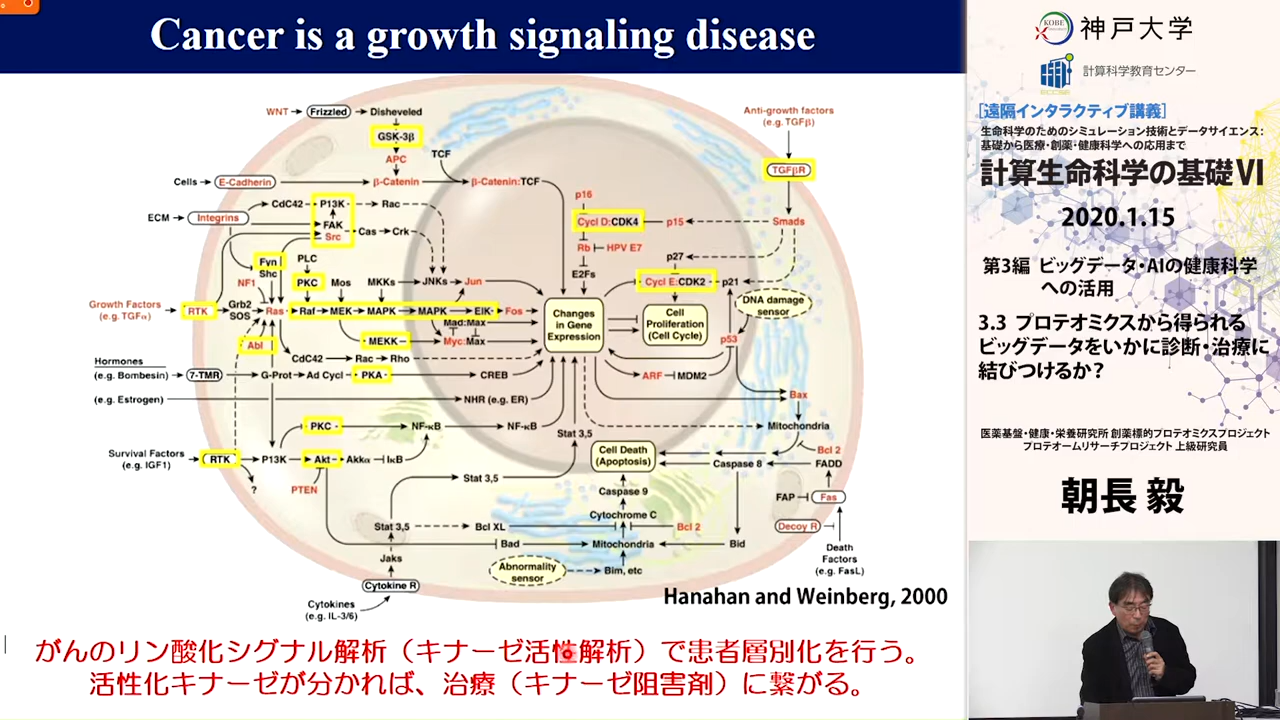 Cancer is a growth signaling disease
WNT
Frizzled
Disheveled
GSK-3β
APC
TCF
Cells
E-Cadherin
β-Catenin
β-Catenin:TCF
Anti-growth factors
(e.g. TGFβ)
TGFβR
p16
CdC42
P13K
Rac
ECM
Integrins
FAK
Src
Cas
Crk
Cycl D:CDK4
p15
Smads
Rb
HPV E7
p27
Fyn
Shc
PLC
NF1
PKC
Mos
MKKs
JNKs
Jun
E2Fs
Cycl E:CDK2
p21
Growth Factors
(e.g. TGFα)
RTK
Grb2
SOS
Ras
Raf
MEK
MAPK
MAPK
EIK
Fos
Changes
in Gene
Expression
Cell
Proliferation
(Cell Cycle)
DNA damage
sensor
Mad:Max
Abl
MEKK
Myc:Max
p53
CdC42
Rac
Rho
Hormones
(e.g. Bombesin)
7-TMR
G-Prot
Ad Cycl
PKA
CREB
ARF
MDM2
(e.g. Estrogen)
NHR (e.g. ER)
Bax
PKC
NF-κB
NF-κB
Stat 3,5
Mitochondria
Survival Factors
(e.g. IGF1)
RTK
P13K
Akt
Akkα
IκB
Cell Death
(Apoptosis)
Bcl 2
Caspase 8
FADD
?
PTEN
Stat 3,5
Caspase 9
FAP
Fas
Cytochrome C
Stat 3,5
Bcl XL
Bcl 2
Decoy R
Bad
Mitochondria
Bid
Jaks
Abnormality
sensor
Bim, etc
Death
Factors
(e.g. FasL)
Cytokine R
Cytokines
(e.g. IL-3/6)
Hanahan and Weinberg, 2000
がんのリン酸化シグナル解析（キナーゼ活性解析）で患者層別化を行う。
活性化キナーゼが分かれば、治療（キナーゼ阻害剤）に繋がる。
KOBE
神戸大学
計算科学教育センター
［遠隔インタラクティブ講義］
生命科学のためのシミュレーション技術とデータサイエンス：
基礎から医療・創薬・健康科学への応用まで
計算生命科学の基礎Ⅵ
2020.1.15
第3編 ビッグデータ・AIの健康科学
への活用
3.3 プロテオミクスから得られる
ビッグデータをいかに診断・治療に
結びつけるか？
医薬基盤・健康・栄養研究所 創薬標的プロテオミクスプロジェクト
プロテオームリサーチプロジェクト 上級研究員
朝長 毅